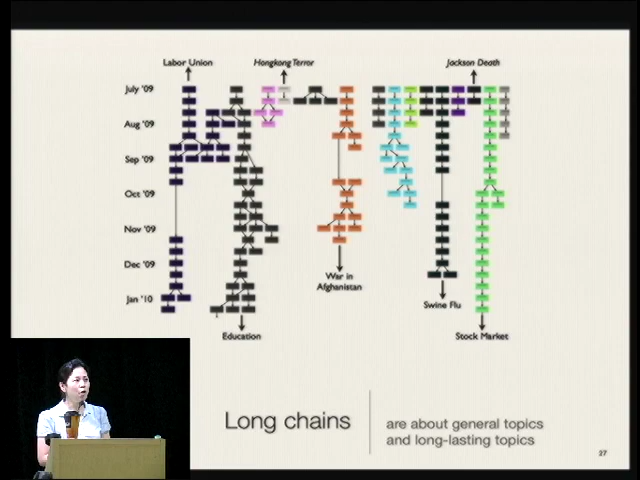 Labor Union
Hongkong Terror
Jackson Death
July '09
Aug '09
Sep '09
Oct '09
Nov '09
Dec '09
Jan '10
War in
Afghanistan
Swine Flu
Education
Stock Market
Long chains
are about general topics
and long-lasting topics
27